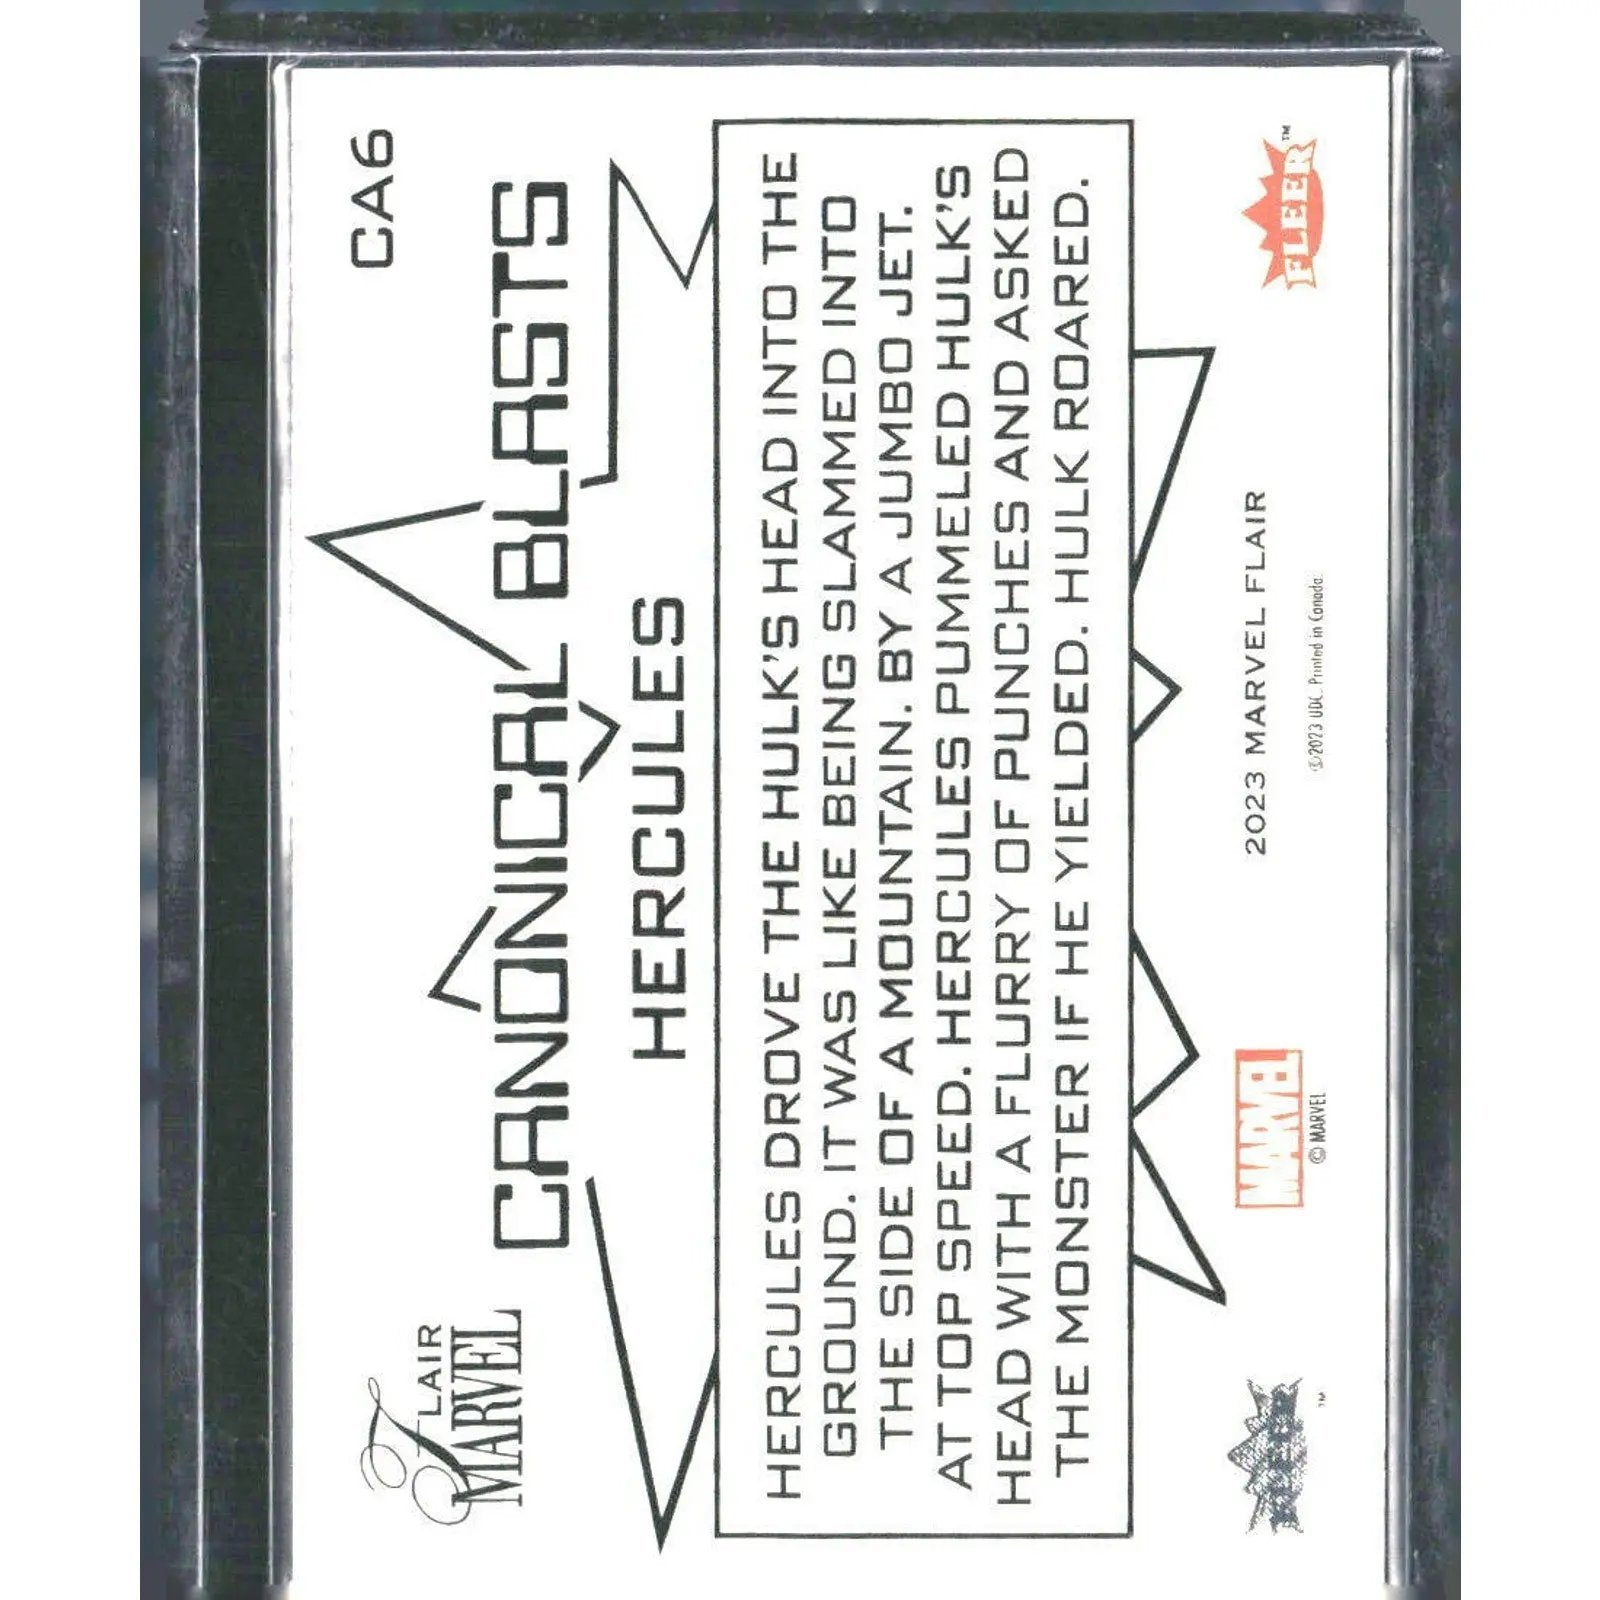 FLAIR
MARVEL
CA6
CANONICAL BLASTS
HERCULES
HERCULES DROVE THE HULK'S HEAD INTO THE
GROUND. IT WAS LIKE BEING SLAMMED INTO
THE SIDE OF A MOUNTAIN. BY A JUMBO JET.
AT TOP SPEED. HERCULES PUMMELED HULK'S
HEAD WITH A FLURRY OF PUNCHES AND ASKED
THE MONSTER IF HE YIELDED. HULK ROARED.
FLEER
TM
MARVEL
© MARVEL
2023 MARVEL FLAIR
©2023 UDC. Printed in Canada.
FLEER
TM